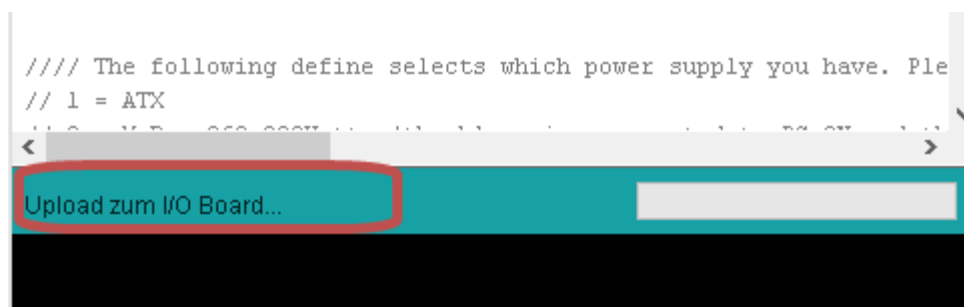 //// The following define selects which power supply you have. Ple
// 1 = ATX
Upload zum I/O Board...